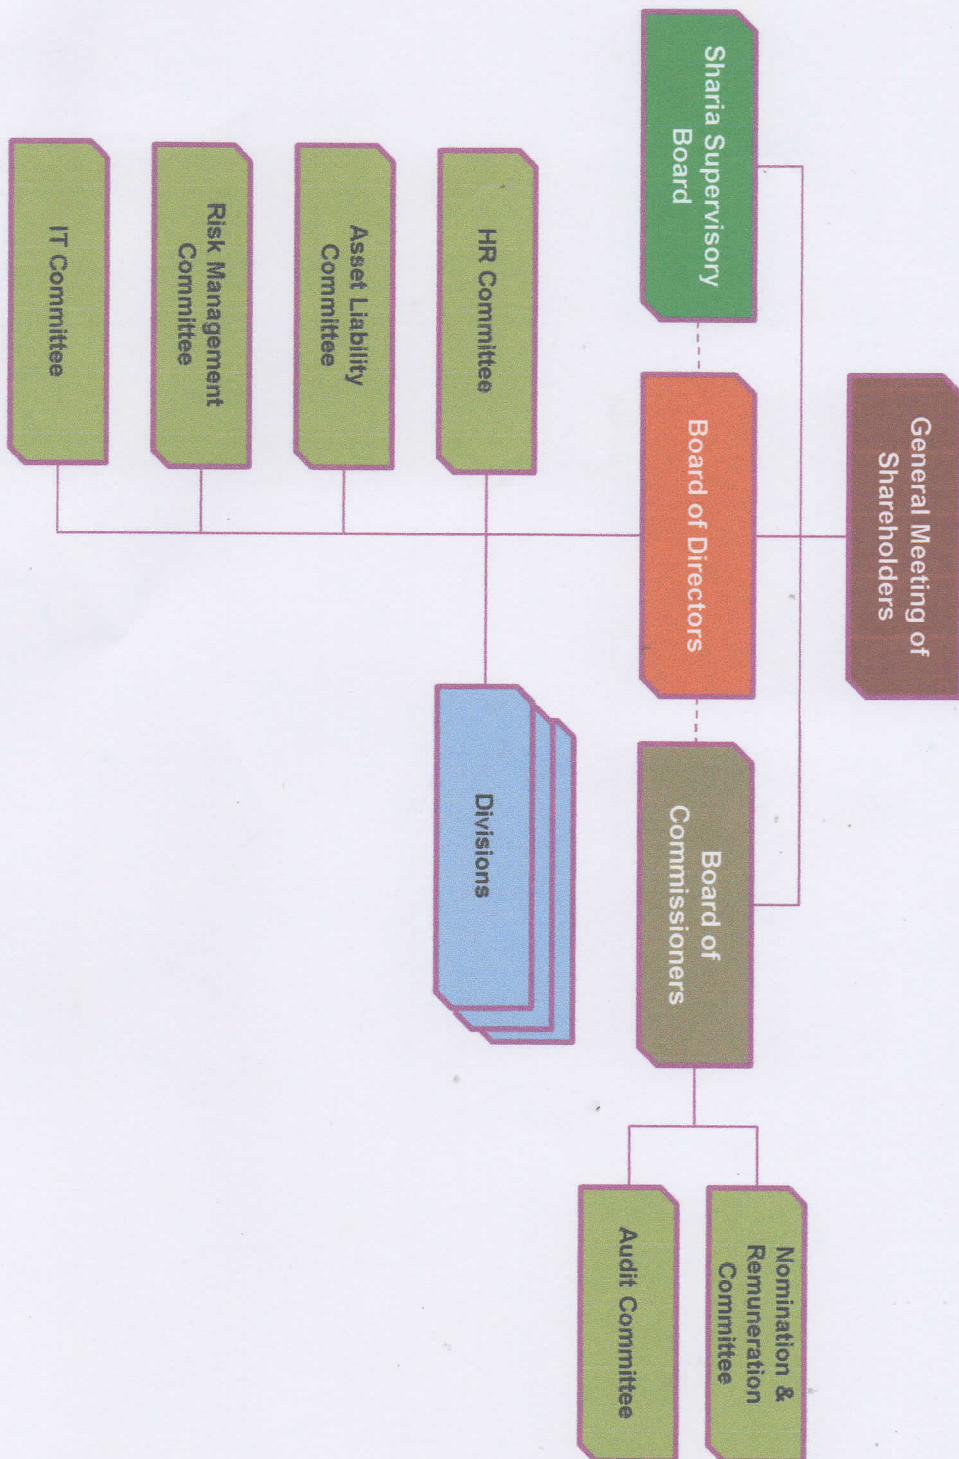 General Meeting of
Shareholders
Sharia Supervisory
Board
Board of Directors
Board of
Commissioners
Nomination &
Remuneration
Committee
Audit Committee
HR Committee
Divisions
Asset Liability
Committee
Risk Management
Committee
IT Committee